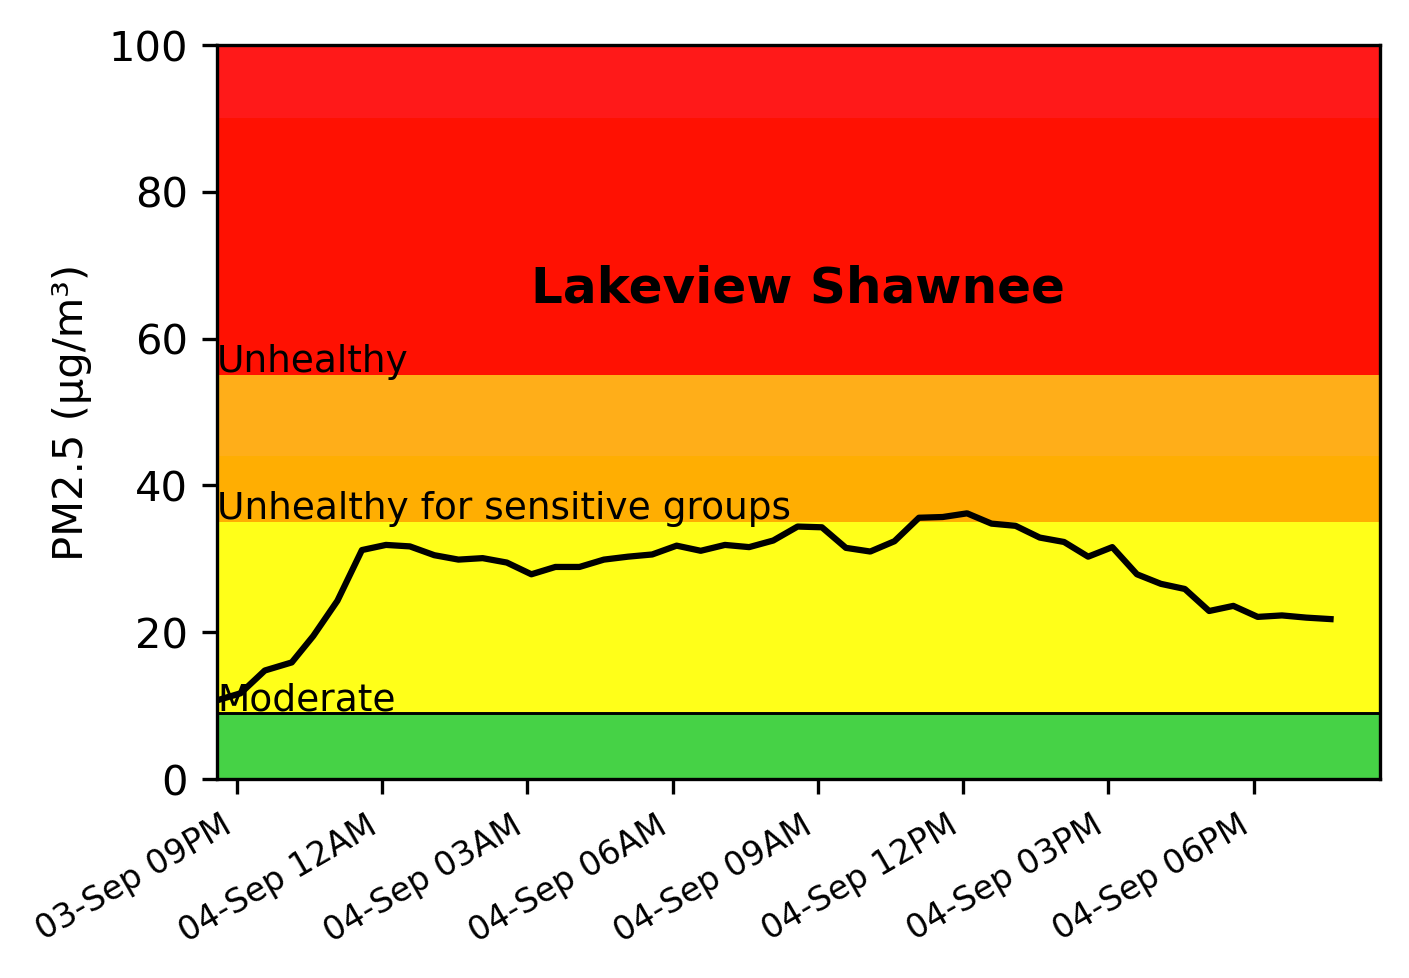 100
80
60
40
20
0
PM2.5 (µg/m³)
Lakeview Shawnee
Unhealthy
Unhealthy for sensitive groups
Moderate
03-Sep 09PM
04-Sep 12AM
04-Sep 03AM
04-Sep 06AM
04-Sep 09AM
04-Sep 12PM
04-Sep 03PM
04-Sep 06PM